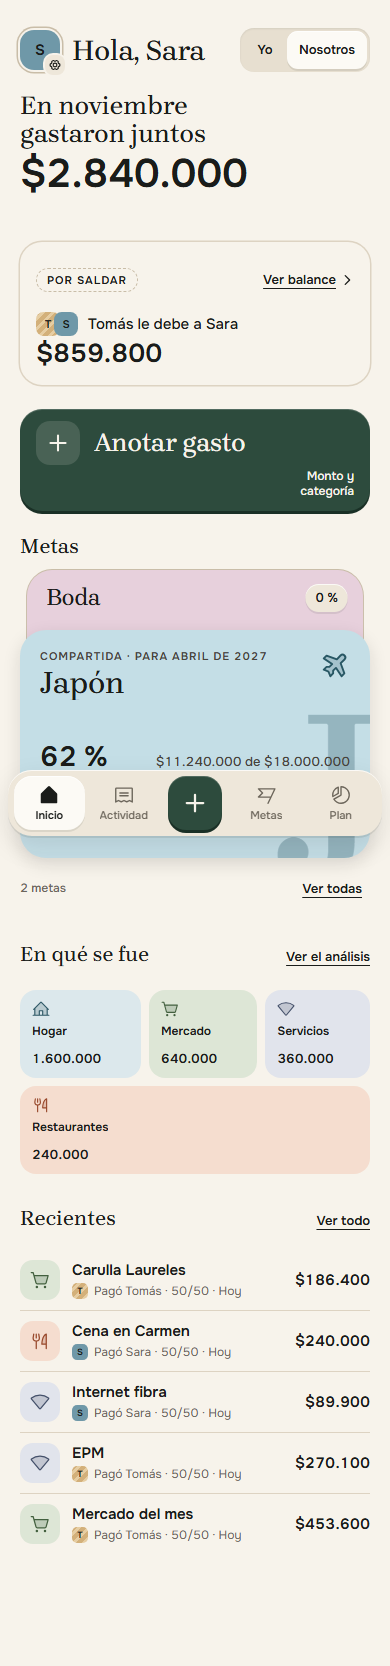 S
Hola, Sara
Yo
Nosotros
En noviembre
gastaron juntos
$2.840.000
POR SALDAR
Ver balance
T S Tomás le debe a Sara
$859.800
Anotar gasto
Monto y
categoría
Metas
Boda
0 %
COMPARTIDA · PARA ABRIL DE 2027
Japón
J
62 %
$11.240.000 de $18.000.000
Inicio
Actividad
Metas
Plan
2 metas
Ver todas
En qué se fue
Ver el análisis
Hogar
1.600.000
Mercado
640.000
Servicios
360.000
Restaurantes
240.000
Recientes
Ver todo
Carulla Laureles
T Pagó Tomás · 50/50 · Hoy
$186.400
Cena en Carmen
S Pagó Sara · 50/50 · Hoy
$240.000
Internet fibra
S Pagó Sara · 50/50 · Hoy
$89.900
EPM
T Pagó Tomás · 50/50 · Hoy
$270.100
Mercado del mes
T Pagó Tomás · 50/50 · Hoy
$453.600